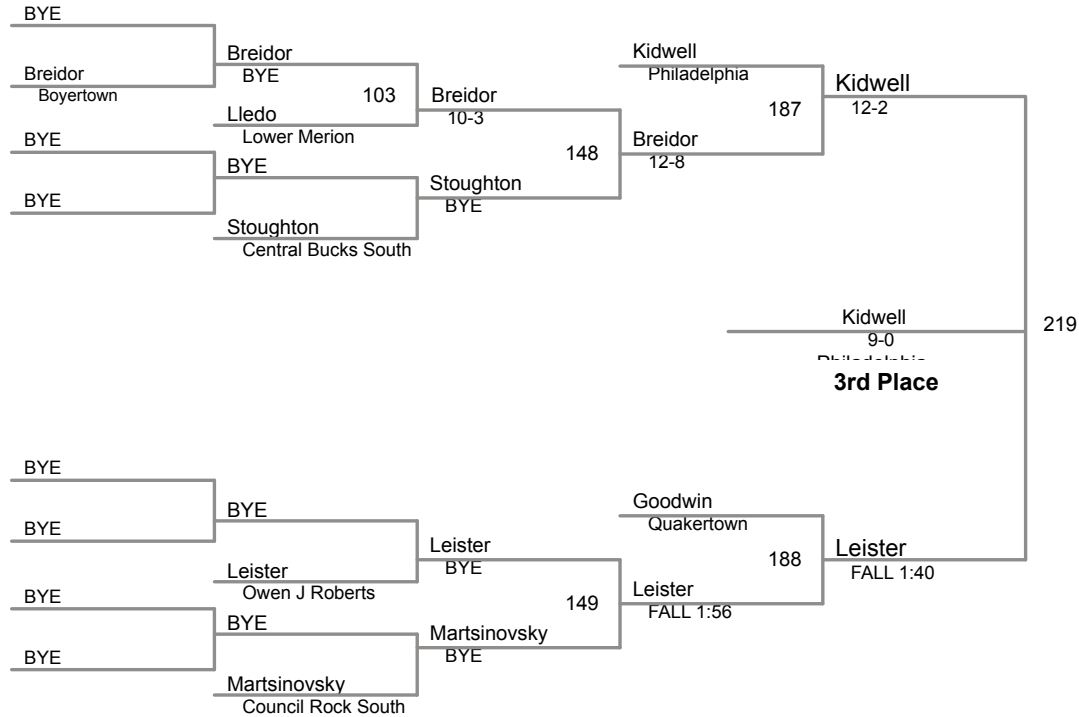 BYE
Breidor
Boyertown
BYE
BYE
Breidor
BYE
103
Lledo
Lower Merion
BYE
Stoughton
Central Bucks South
Breidor
10-3
148
Stoughton
BYE
Kidwell
Philadelphia
187
Breidor
12-8
Kidwell
12-2
Kidwell
9-0
219
3rd Place
BYE
BYE
BYE
BYE
BYE
Leister
Owen J Roberts
BYE
Martsinovsky
Council Rock South
Leister
BYE
149
Martsinovsky
BYE
Goodwin
Quakertown
188
Leister
FALL 1:56
Leister
FALL 1:40